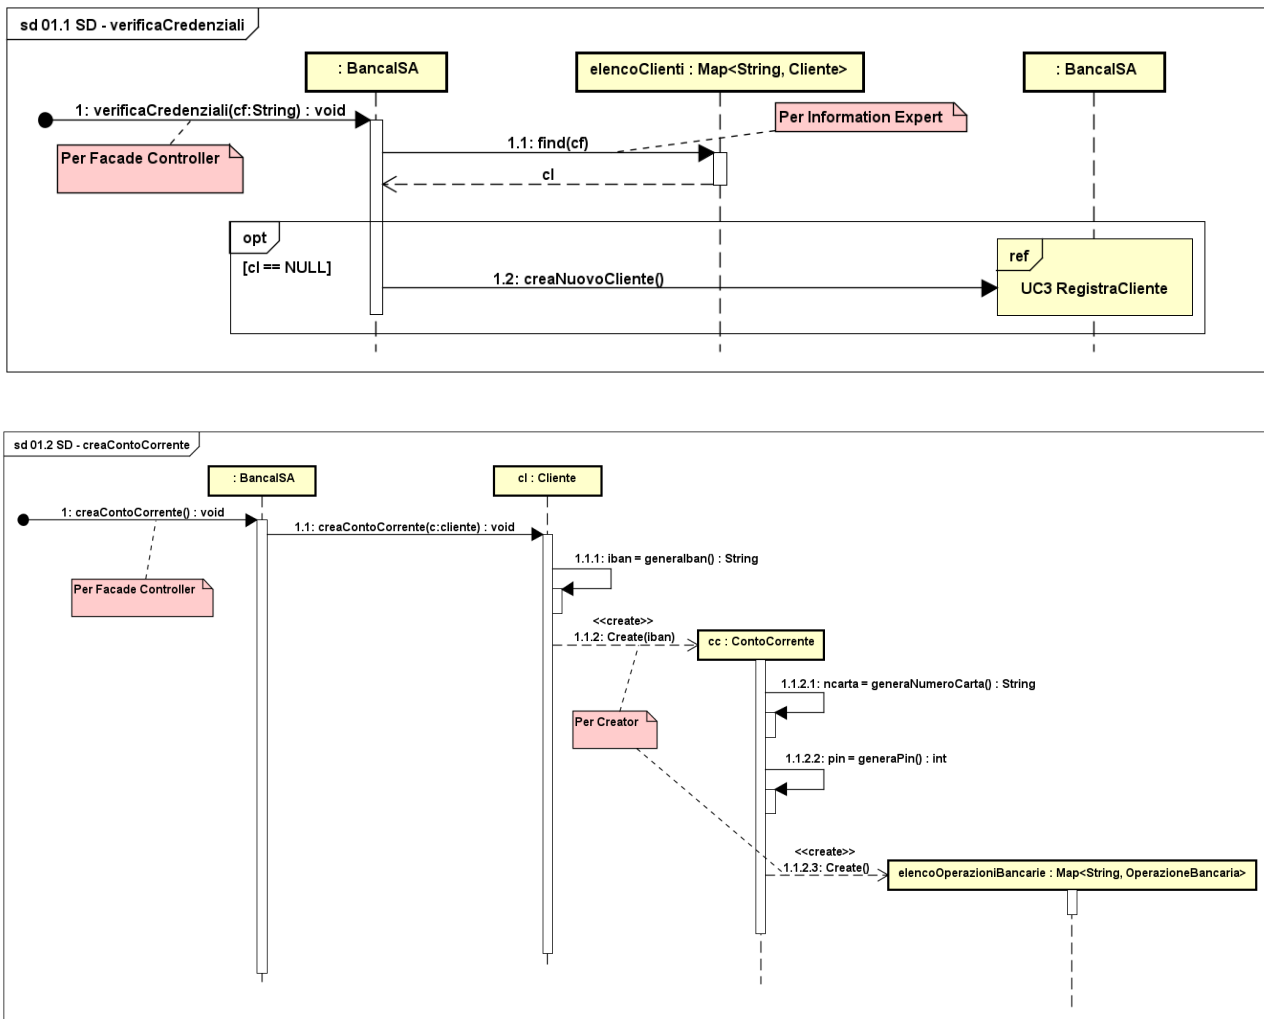 sd 01.1 SD - verificaCredenziali
: BancaISA
elencoClienti : Map<String, Cliente>
: BancaISA
1: verificaCredenziali(cf:String) : void
Per Information Expert
1.1: find(cf)
Per Facade Controller
cl
opt
[cl == NULL]
ref
1.2: creaNuovoCliente()
UC3 RegistraCliente
sd 01.2 SD - creaContoCorrente
: BancaISA
cl : Cliente
1: creaContoCorrente() : void
1.1: creaContoCorrente(c:cliente) : void
1.1.1: iban = generaIban() : String
Per Facade Controller
<<create>>
1.1.2: Create(iban)
cc : ContoCorrente
1.1.2.1: ncarta = generaNumeroCarta() : String
Per Creator
1.1.2.2: pin = generaPin() : int
<<create>>
1.1.2.3: Create()
elencoOperazioniBancarie : Map<String, OperazioneBancaria>